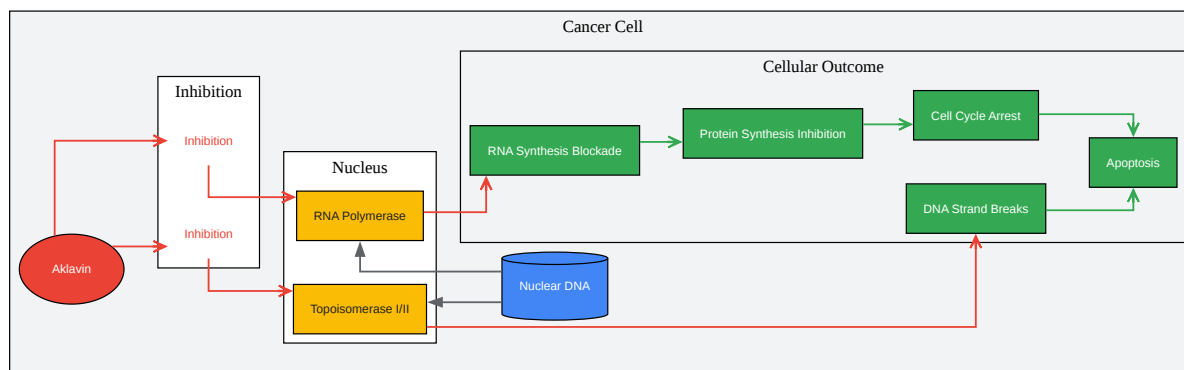 Cancer Cell
Cellular Outcome
Inhibition
Inhibition
Inhibition
Aklavin
Nucleus
RNA Polymerase
Topoisomerase I/II
Nuclear DNA
RNA Synthesis Blockade
Protein Synthesis Inhibition
Cell Cycle Arrest
DNA Strand Breaks
Apoptosis